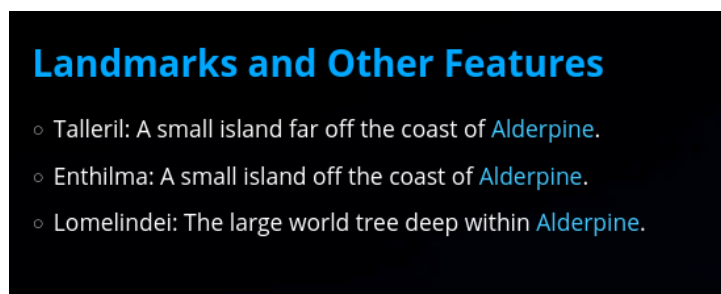 Landmarks and Other Features
Talleril: A small island far off the coast of Alderpine.
Enthilma: A small island off the coast of Alderpine.
Lomelindei: The large world tree deep within Alderpine.